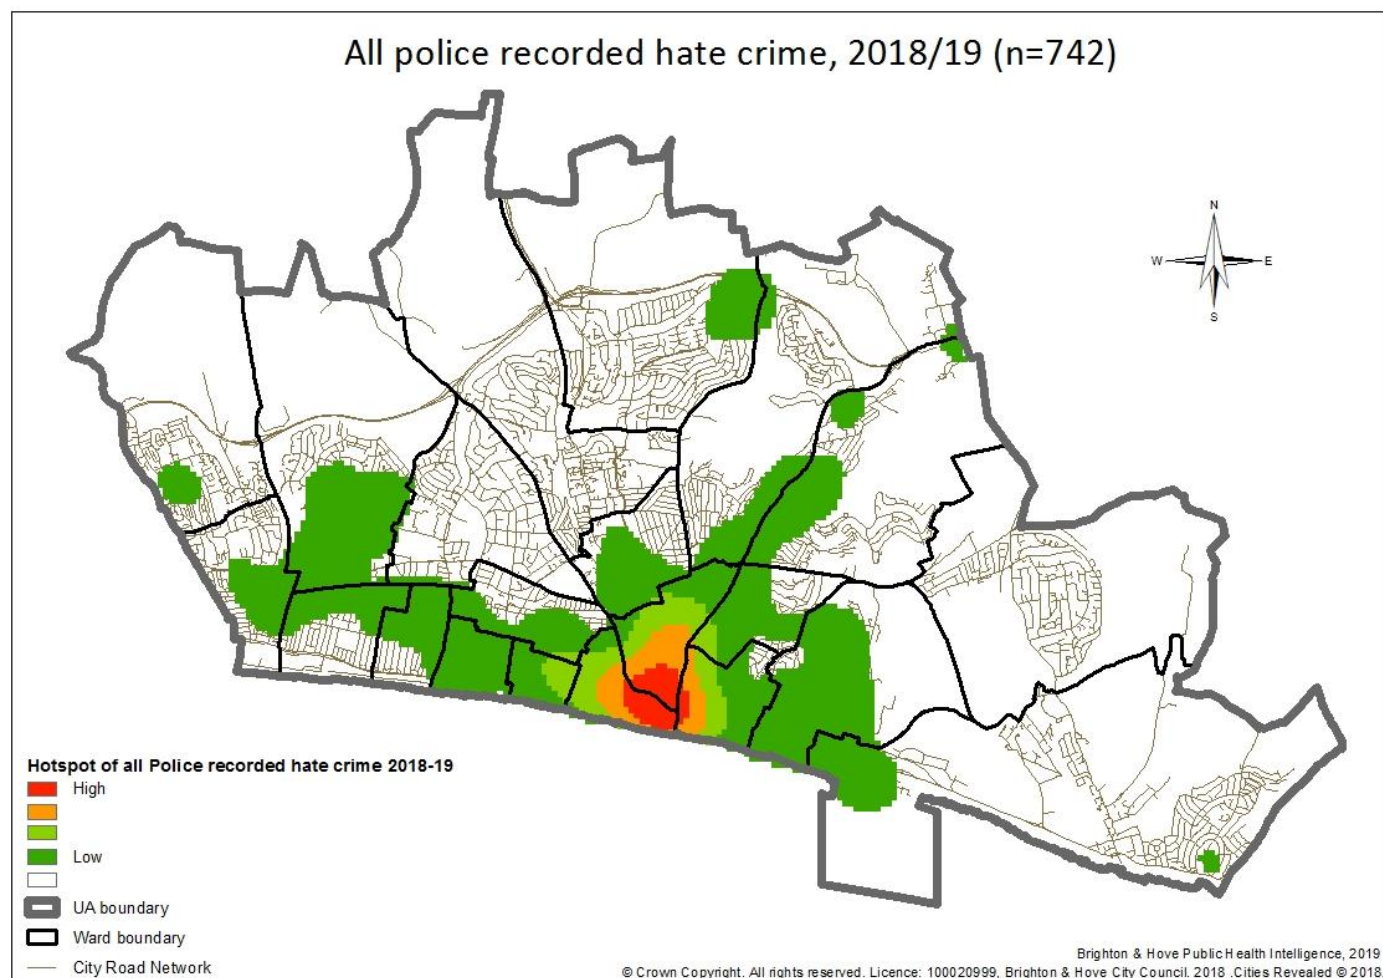 All police recorded hate crime, 2018/19 (n=742)
N
W
E
S
Hotspot of all Police recorded hate crime 2018-19
High
Low
UA boundary
Ward boundary
City Road Network
Brighton & Hove Public Health Intelligence, 2019
© Crown Copyright. All rights reserved. Licence: 100020999, Brighton & Hove City Council. 2018 .Cities Revealed © 2018